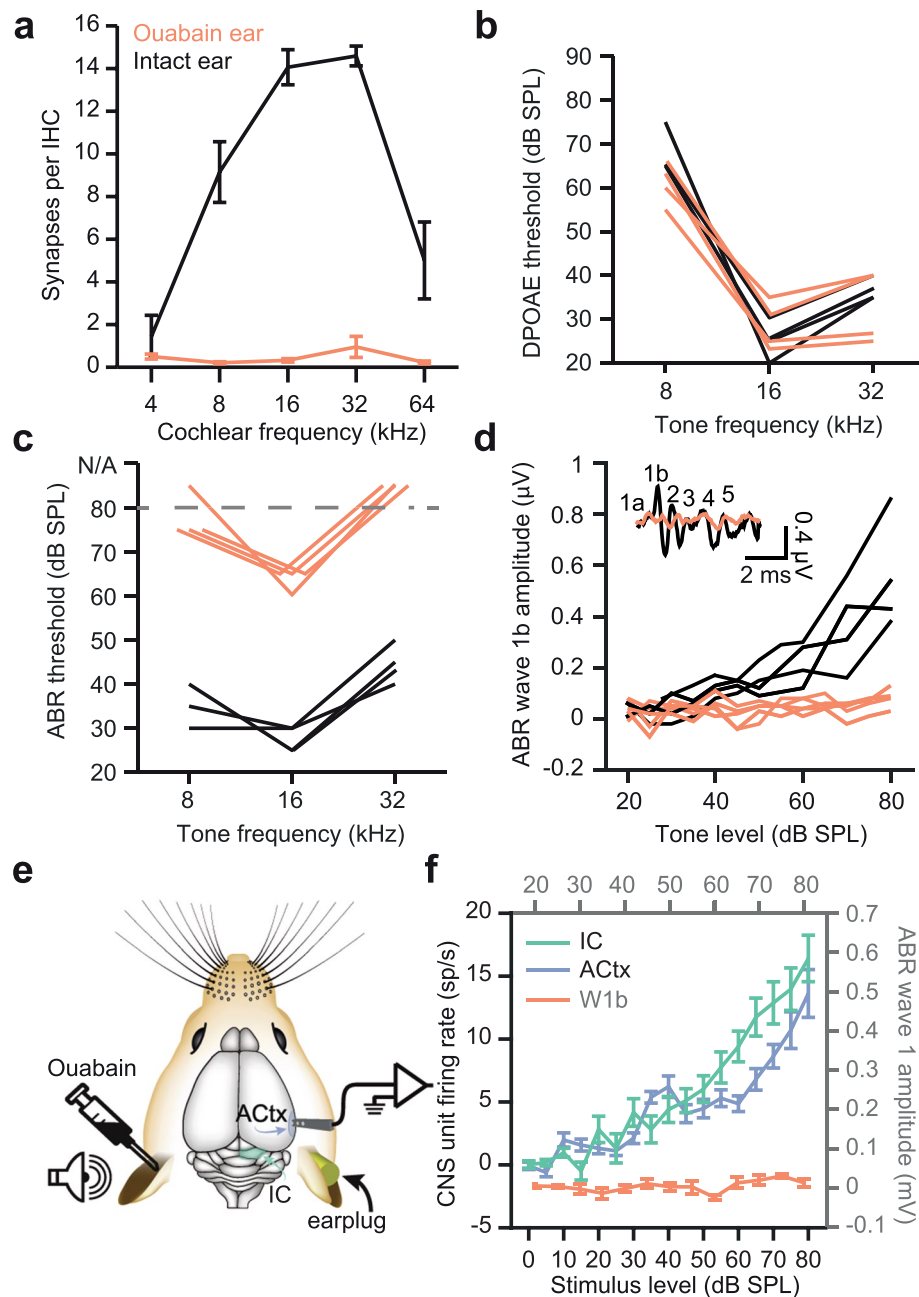 a
Ouabain ear
Intact ear
16
14
12
10
8
6
4
2
0
Synapses per IHC
4 8 16 32 64
Cochlear frequency (kHz)
b
90
80
70
60
50
40
30
20
DPOAE threshold (dB SPL)
8 16 32
Tone frequency (kHz)
c
N/A
80
70
60
50
40
30
20
ABR threshold (dB SPL)
8 16 32
Tone frequency (kHz)
d
1
0.8
0.6
0.4
0.2
0
-0.2
ABR wave 1b amplitude (µV)
1a 1b 2 3 4 5
0.4 µV
2 ms
20 40 60 80
Tone level (dB SPL)
e
Ouabain
ACtx
IC
earplug
f
20 30 40 50 60 70 80
20
15
10
5
0
-5
CNS unit firing rate (sp/s)
IC
ACtx
W1b
0.7
0.6
0.5
0.4
0.3
0.2
0.1
0
-0.1
ABR wave 1 amplitude (mV)
0 10 20 30 40 50 60 70 80
Stimulus level (dB SPL)